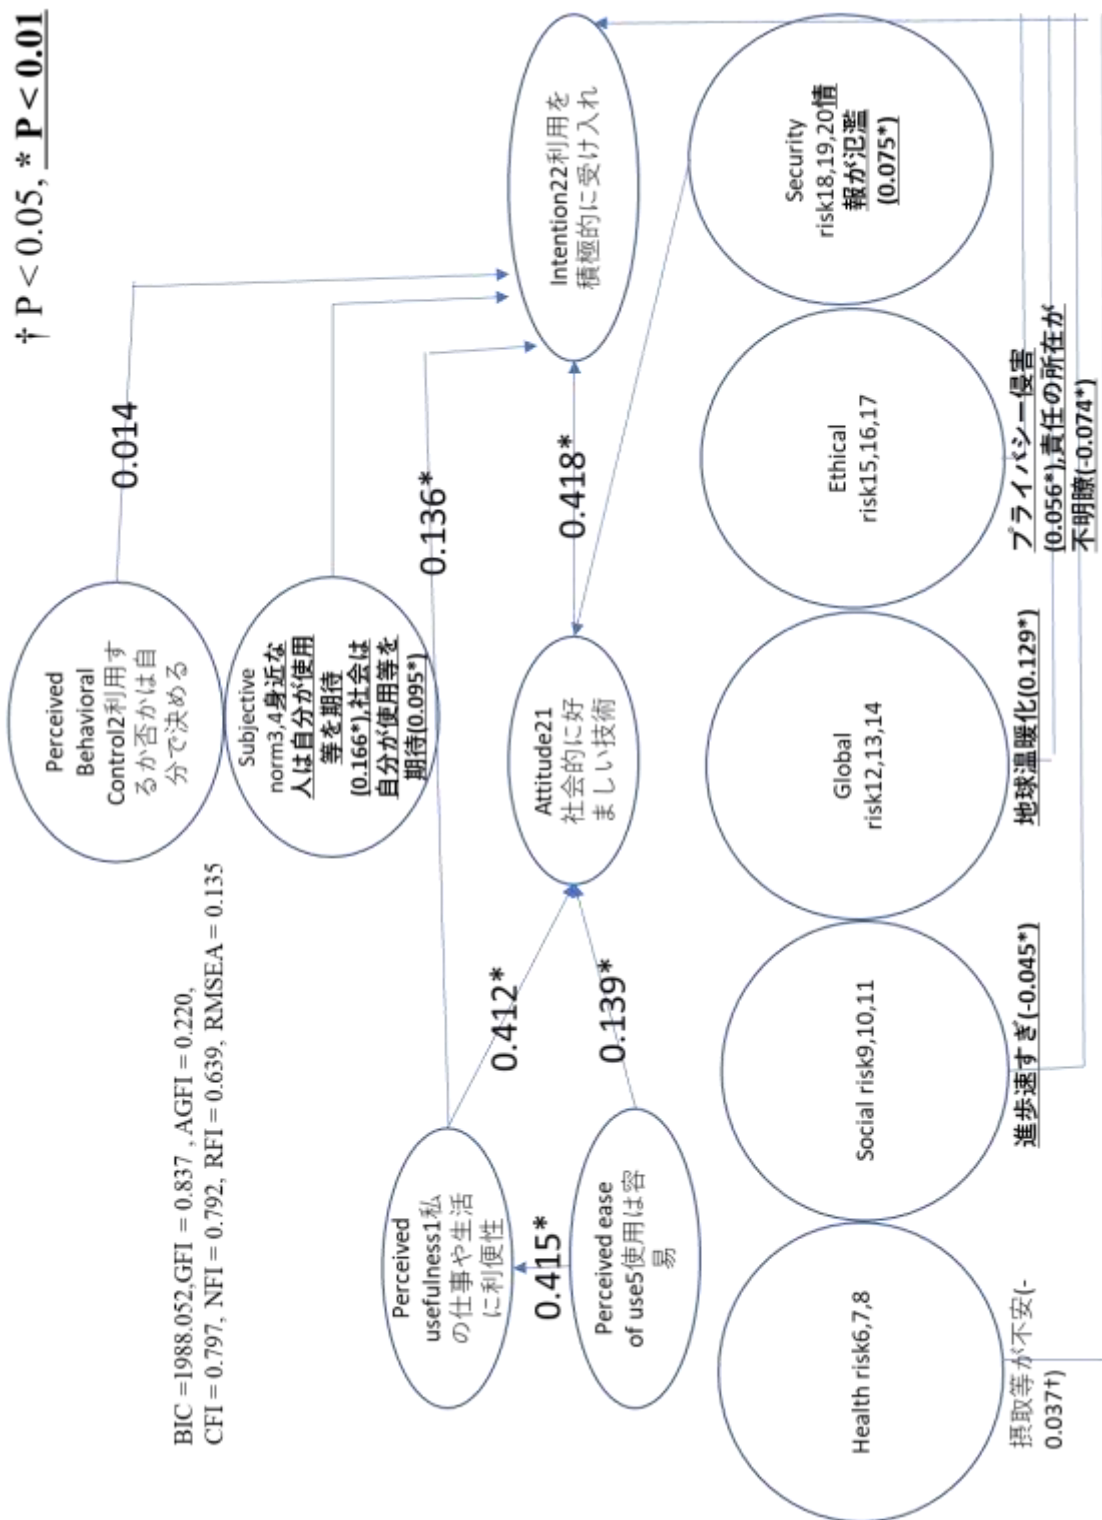 † P < 0.05, * P < 0.01
BIC =1988.052,GFI = 0.837 , AGFI = 0.220,
CFI = 0.797, NFI = 0.792, RFI = 0.639, RMSEA = 0.135
Perceived
Behavioral
Control2利用す
るか否かは自
分で決める
0.014
Subjective
norm3,4身近な
人は自分が使用
等を期待
(0.166*),社会は
自分が使用等を
期待(0.095*)
0.136*
Perceived
usefulness1私
の仕事や生活
に利便性
0.412*
0.415*
Attitude21
社会的に好
ましい技術
0.418*
Intention22利用を
積極的に受け入れ
Perceived ease
of use5使用は容
易
0.139*
Health risk6,7,8
Social risk9,10,11
Global
risk12,13,14
Ethical
risk15,16,17
Security
risk18,19,20情
報が氾濫
(0.075*)
摂取等が不安(-
0.037†)
進歩速すぎ(-0.045*)
地球温暖化(0.129*)
プライバシー侵害
(0.056*),責任の所在が
不明瞭(-0.074*)